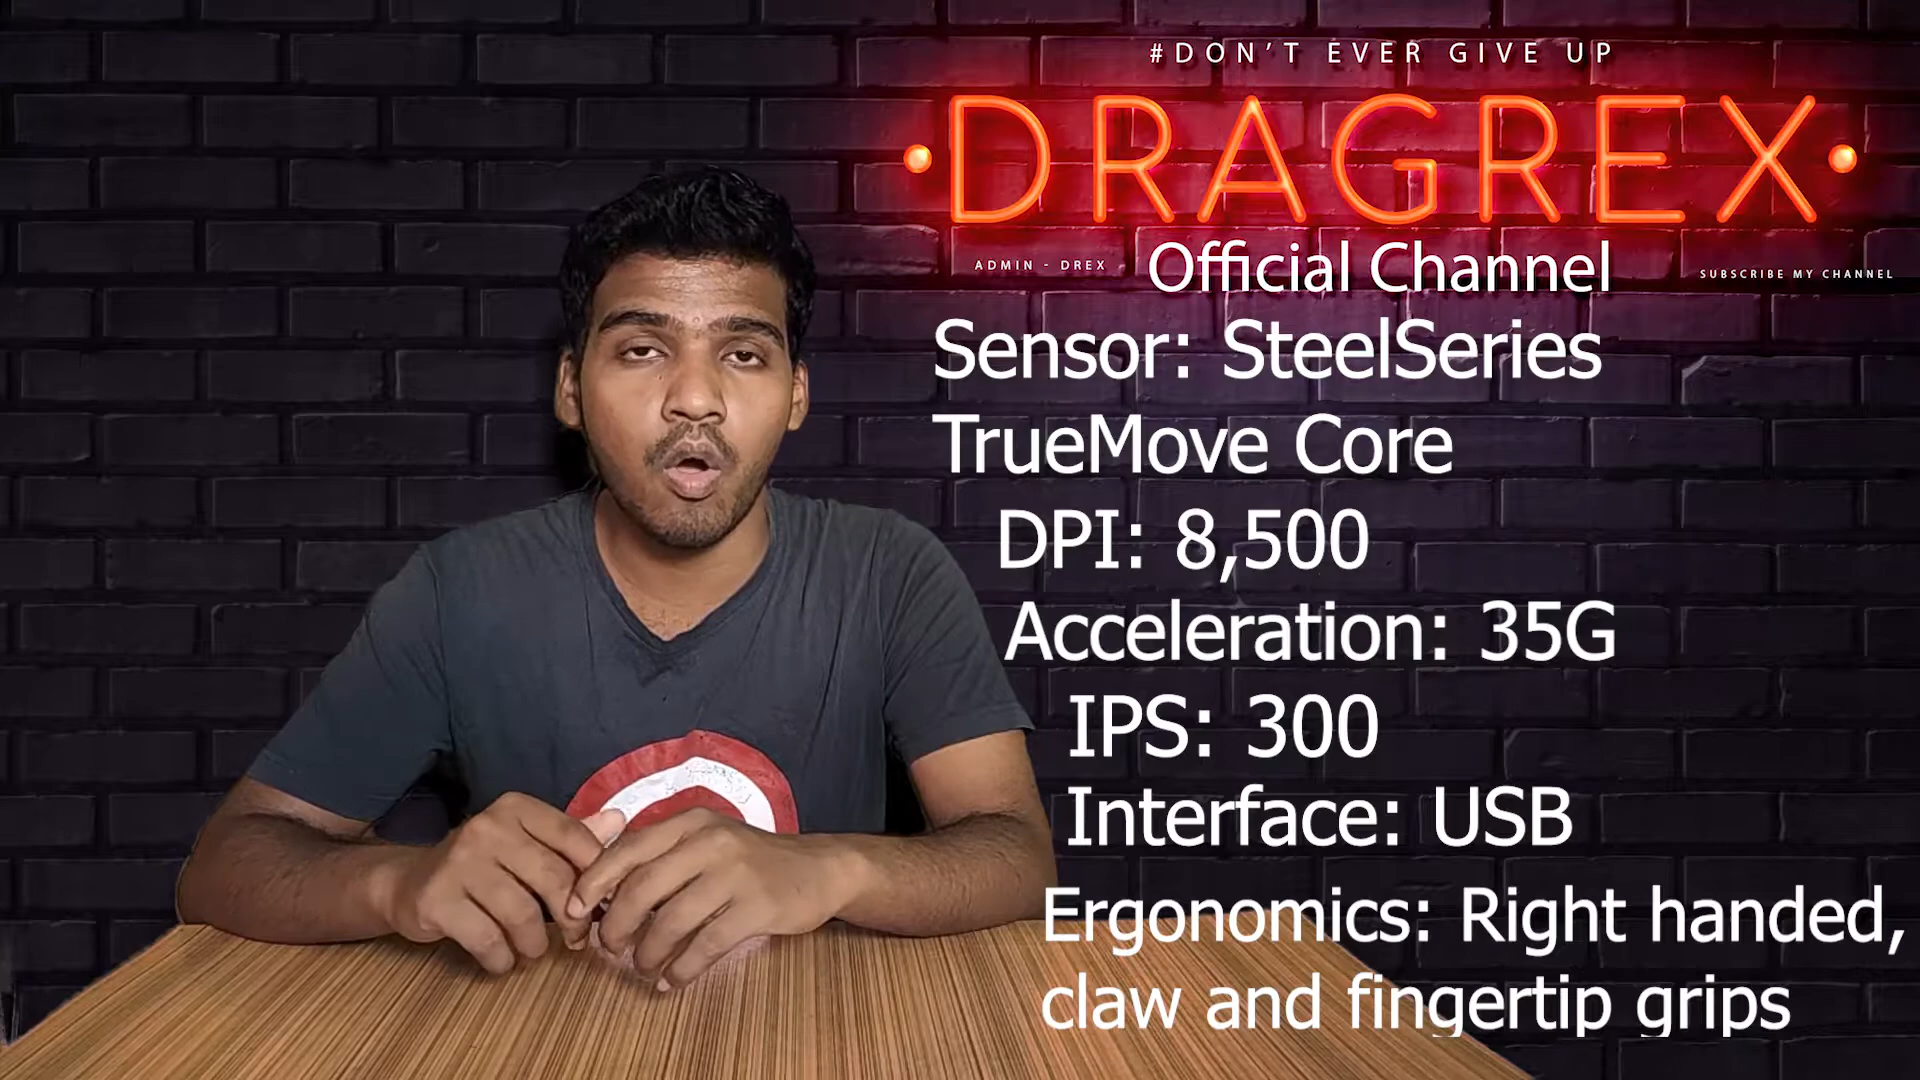 #DON'T EVER GIVE UP
•DRAGREX•
ADMIN - DREX
Official Channel
SUBSCRIBE MY CHANNEL
Sensor: SteelSeries
TrueMove Core
DPI: 8,500
Acceleration: 35G
IPS: 300
Interface: USB
Ergonomics: Right handed,
claw and fingertip grips